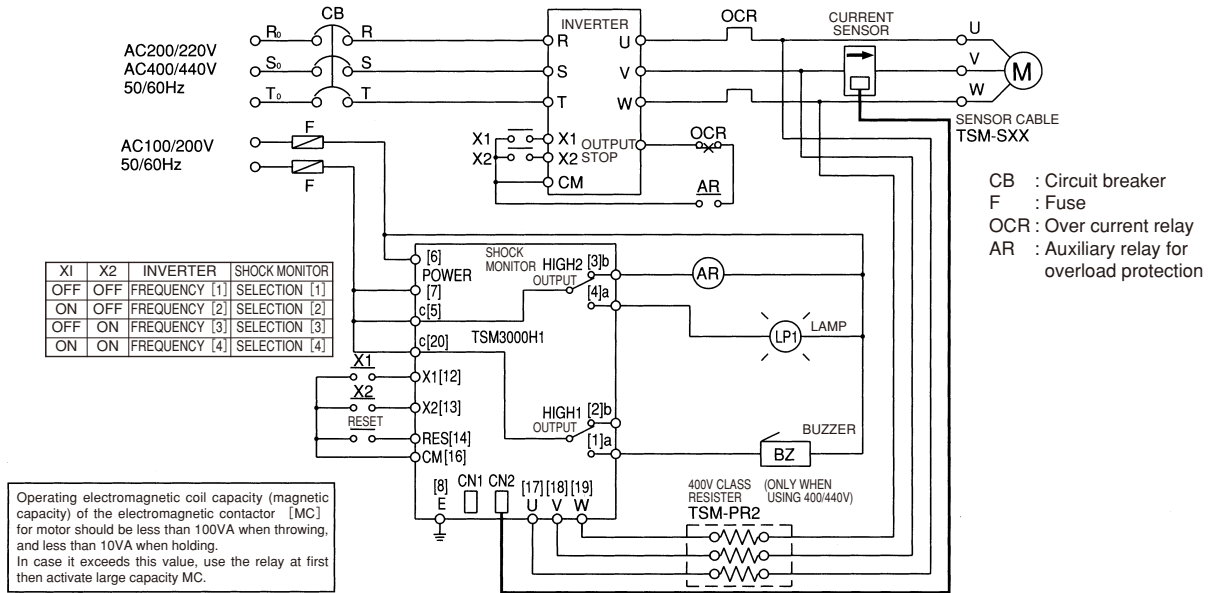 CB
R₀
R
S₀
S
T₀
T
AC200/220V
AC400/440V
50/60Hz
AC100/200V
50/60Hz
F
F
INVERTER
R
S
T
U
V
W
X1
X2
X1
X2
CM
OUTPUT
STOP
OCR
OCR
AR
CURRENT
SENSOR
U
V
W
M
SENSOR CABLE
TSM-SXX
CB : Circuit breaker
F : Fuse
OCR : Over current relay
AR : Auxiliary relay for
overload protection
XI X2 INVERTER SHOCK MONITOR
OFF OFF FREQUENCY [1] SELECTION [1]
ON OFF FREQUENCY [2] SELECTION [2]
OFF ON FREQUENCY [3] SELECTION [3]
ON ON FREQUENCY [4] SELECTION [4]
[6]
POWER
[7]
c[5]
c[20]
SHOCK
MONITOR
HIGH2
OUTPUT
[3]b
[4]a
TSM3000H1
AR
LP1
LAMP
X1
X1[12]
X2
X2[13]
RESET
RES[14]
CM[16]
HIGH1
OUTPUT
[2]b
[1]a
BUZZER
BZ
[8]
E
CN1
CN2
[17] [18] [19]
U V W
400V CLASS
RESISTER
TSM-PR2
(ONLY WHEN
USING 400/440V)
Operating electromagnetic coil capacity (magnetic
capacity) of the electromagnetic contactor [MC]
for motor should be less than 100VA when throwing,
and less than 10VA when holding.
In case it exceeds this value, use the relay at first
then activate large capacity MC.